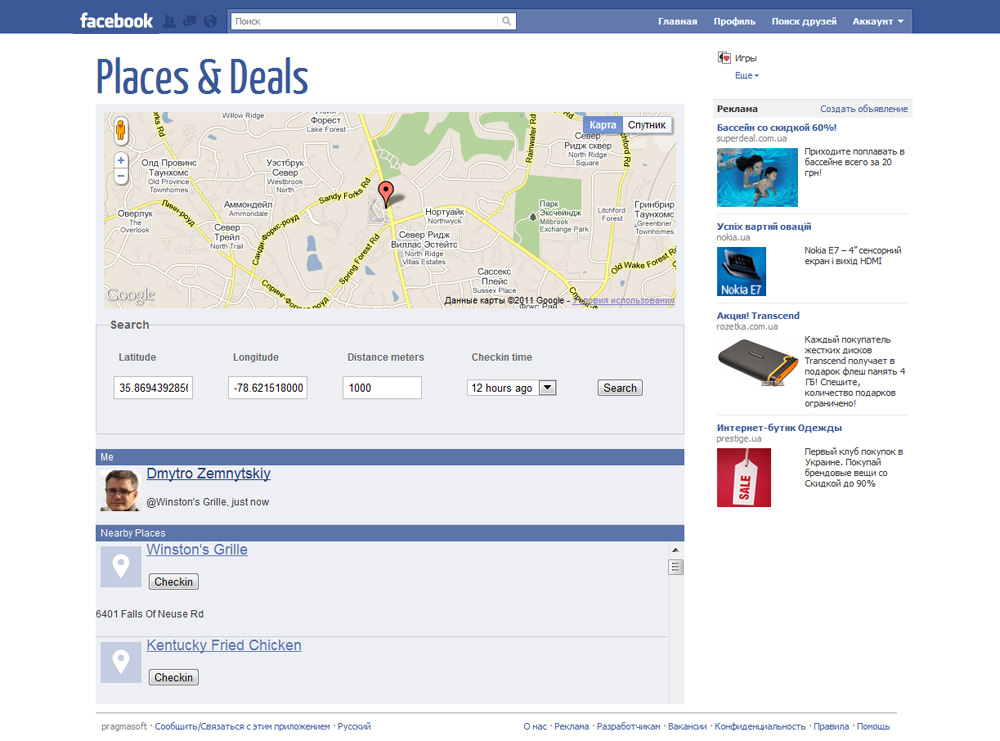 facebook
Поиск
Главная Профиль Поиск друзей Аккаунт
Places & Deals
Игры
Еще
Willow Ridge
Форест
Lake Forest
Карта Спутник
Rainwater Rd
Север
Ридж сквер
North Ridge
Square
Олд Провинс
Таунхомс
Old Province
Townhomes
Уэстбрук
Север
Westbrook
North
Sandy Forks Rd
Аммондейл
Ammondale
Линн-роуд
Оверлук
The Overlook
Север
Трейл
North Trail
Санди-Форкс-роуд
Нортуайк
Northwyck
Парк
Эксчейндж
Millbrook
Exchange Park
Litchford
Forest
Гринбрир
Таунхомс
Greenbrier
Townhomes
Север Ридж
Виллас Эстейтс
North Ridge
Villas Estates
Spring Forest Rd
Old Wake Forest Rd
Сассекс
Плейс
Sussex Place
Google
Данные карты ©2011 Google - Условия использования
Search
Latitude Longitude Distance meters Checkin time
35.8694392856 -78.621518000 1000 12 hours ago Search
Me
Dmytro Zemnytskiy
@Winston's Grille, just now
Nearby Places
Winston's Grille
Checkin
6401 Falls Of Neuse Rd
Kentucky Fried Chicken
Checkin
Реклама Создать объявление
Бассейн со скидкой 60%!
superdeal.com.ua
Приходите поплавать в
бассейне всего за 20
грн!
Успіх вартий овацій
nokia.ua
Nokia E7
Nokia E7 – 4” сенсорний
екран і вихід HDMI
Акция! Transcend
rozetka.com.ua
Каждый покупатель
жестких дисков
Transcend получает в
подарок флеш память 4
ГБ! Спешите,
количество подарков
ограничено!
Интернет-бутик Одежды
prestige.ua
SALE
Первый клуб покупок в
Украине. Покупай
брендовые вещи со
Скидкой до 90%
pragmasoft · Сообщить/Связаться с этим приложением · Русский
О нас · Реклама · Разработчикам · Вакансии · Конфиденциальность · Правила · Помощь